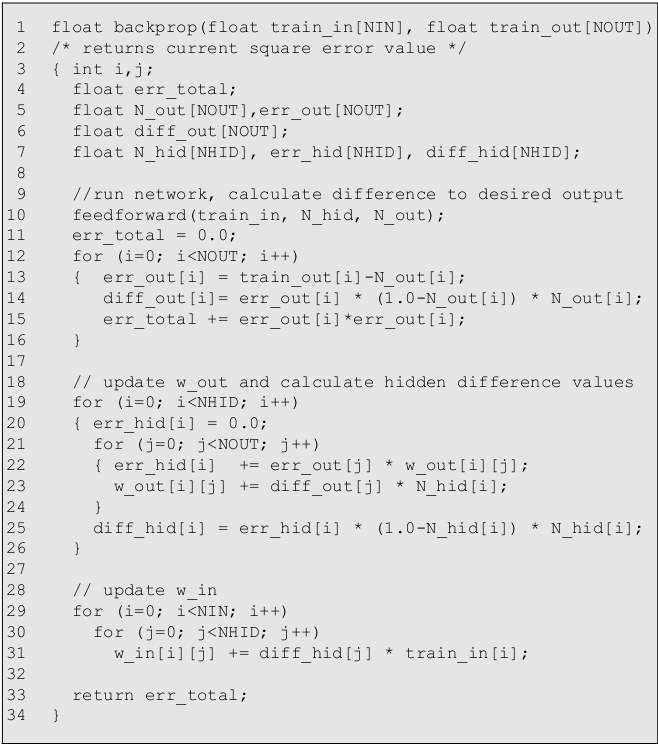 1 float backprop(float train_in[NIN], float train_out[NOUT])
2 /* returns current square error value */
3 { int i,j;
4 float err_total;
5 float N_out[NOUT],err_out[NOUT];
6 float diff_out[NOUT];
7 float N_hid[NHID], err_hid[NHID], diff_hid[NHID];
8
9 //run network, calculate difference to desired output
10 feedforward(train_in, N_hid, N_out);
11 err_total = 0.0;
12 for (i=0; i<NOUT; i++)
13 { err_out[i] = train_out[i]-N_out[i];
14 diff_out[i]= err_out[i] * (1.0-N_out[i]) * N_out[i];
15 err_total += err_out[i]*err_out[i];
16 }
17
18 // update w_out and calculate hidden difference values
19 for (i=0; i<NHID; i++)
20 { err_hid[i] = 0.0;
21 for (j=0; j<NOUT; j++)
22 { err_hid[i] += err_out[j] * w_out[i][j];
23 w_out[i][j] += diff_out[j] * N_hid[i];
24 }
25 diff_hid[i] = err_hid[i] * (1.0-N_hid[i]) * N_hid[i];
26 }
27
28 // update w_in
29 for (i=0; i<NIN; i++)
30 for (j=0; j<NHID; j++)
31 w_in[i][j] += diff_hid[j] * train_in[i];
32
33 return err_total;
34 }